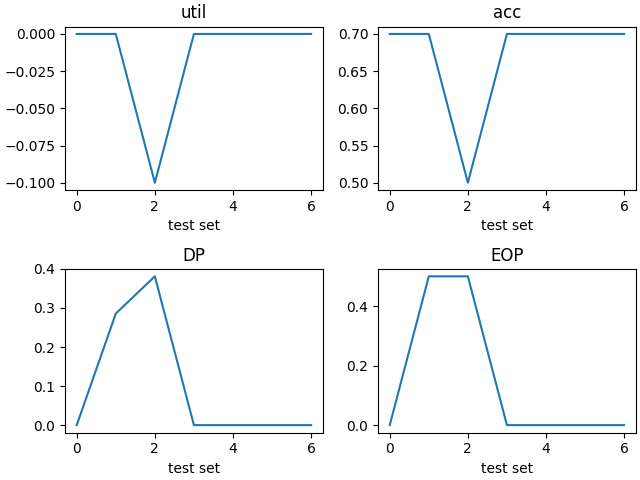 util
0.000
−0.025
−0.050
−0.075
−0.100
0 2 4 6
test set
acc
0.70
0.65
0.60
0.55
0.50
0 2 4 6
test set
DP
0.4
0.3
0.2
0.1
0.0
0 2 4 6
test set
EOP
0.4
0.2
0.0
0 2 4 6
test set